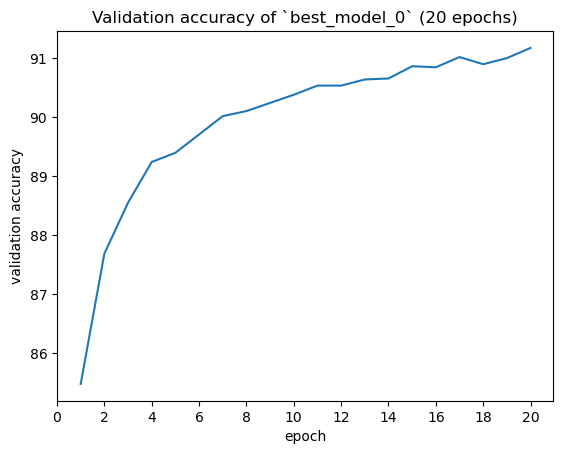 Validation accuracy of `best_model_0` (20 epochs)
validation accuracy
91
90
89
88
87
86
0 2 4 6 8 10 12 14 16 18 20
epoch